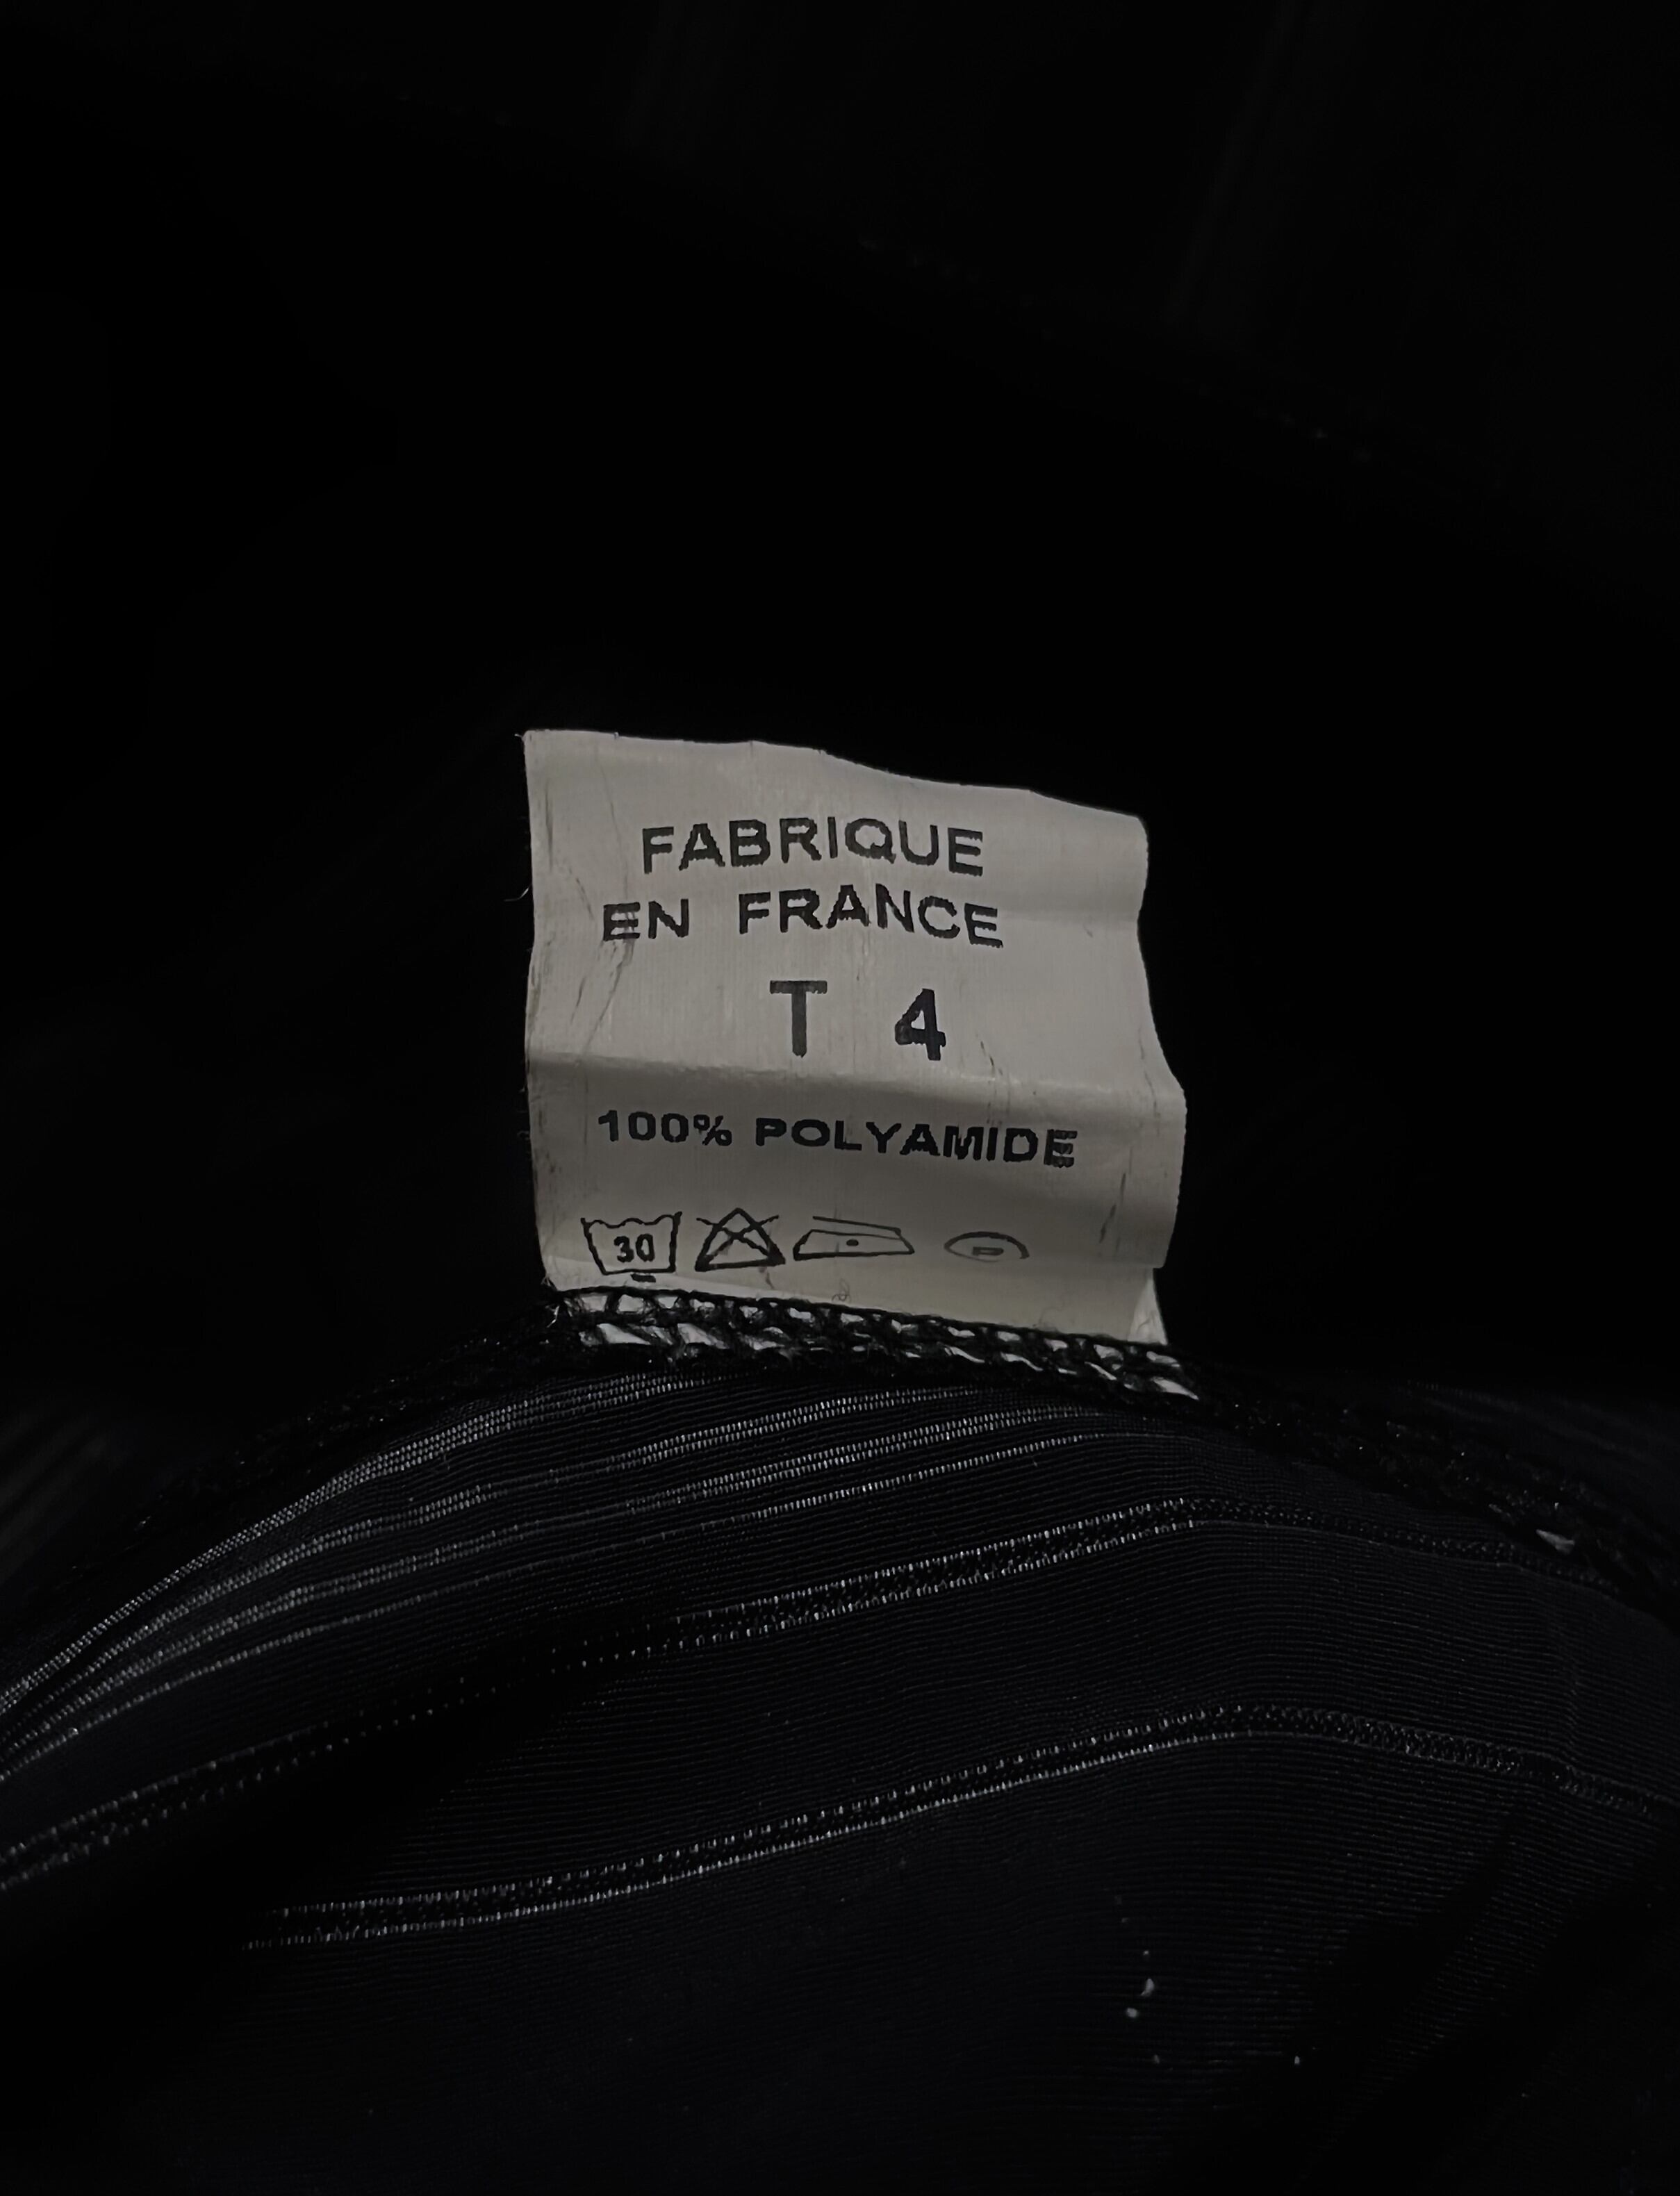 FABRIQUE
EN FRANCE
T 4
100% POLYAMIDE
30 P